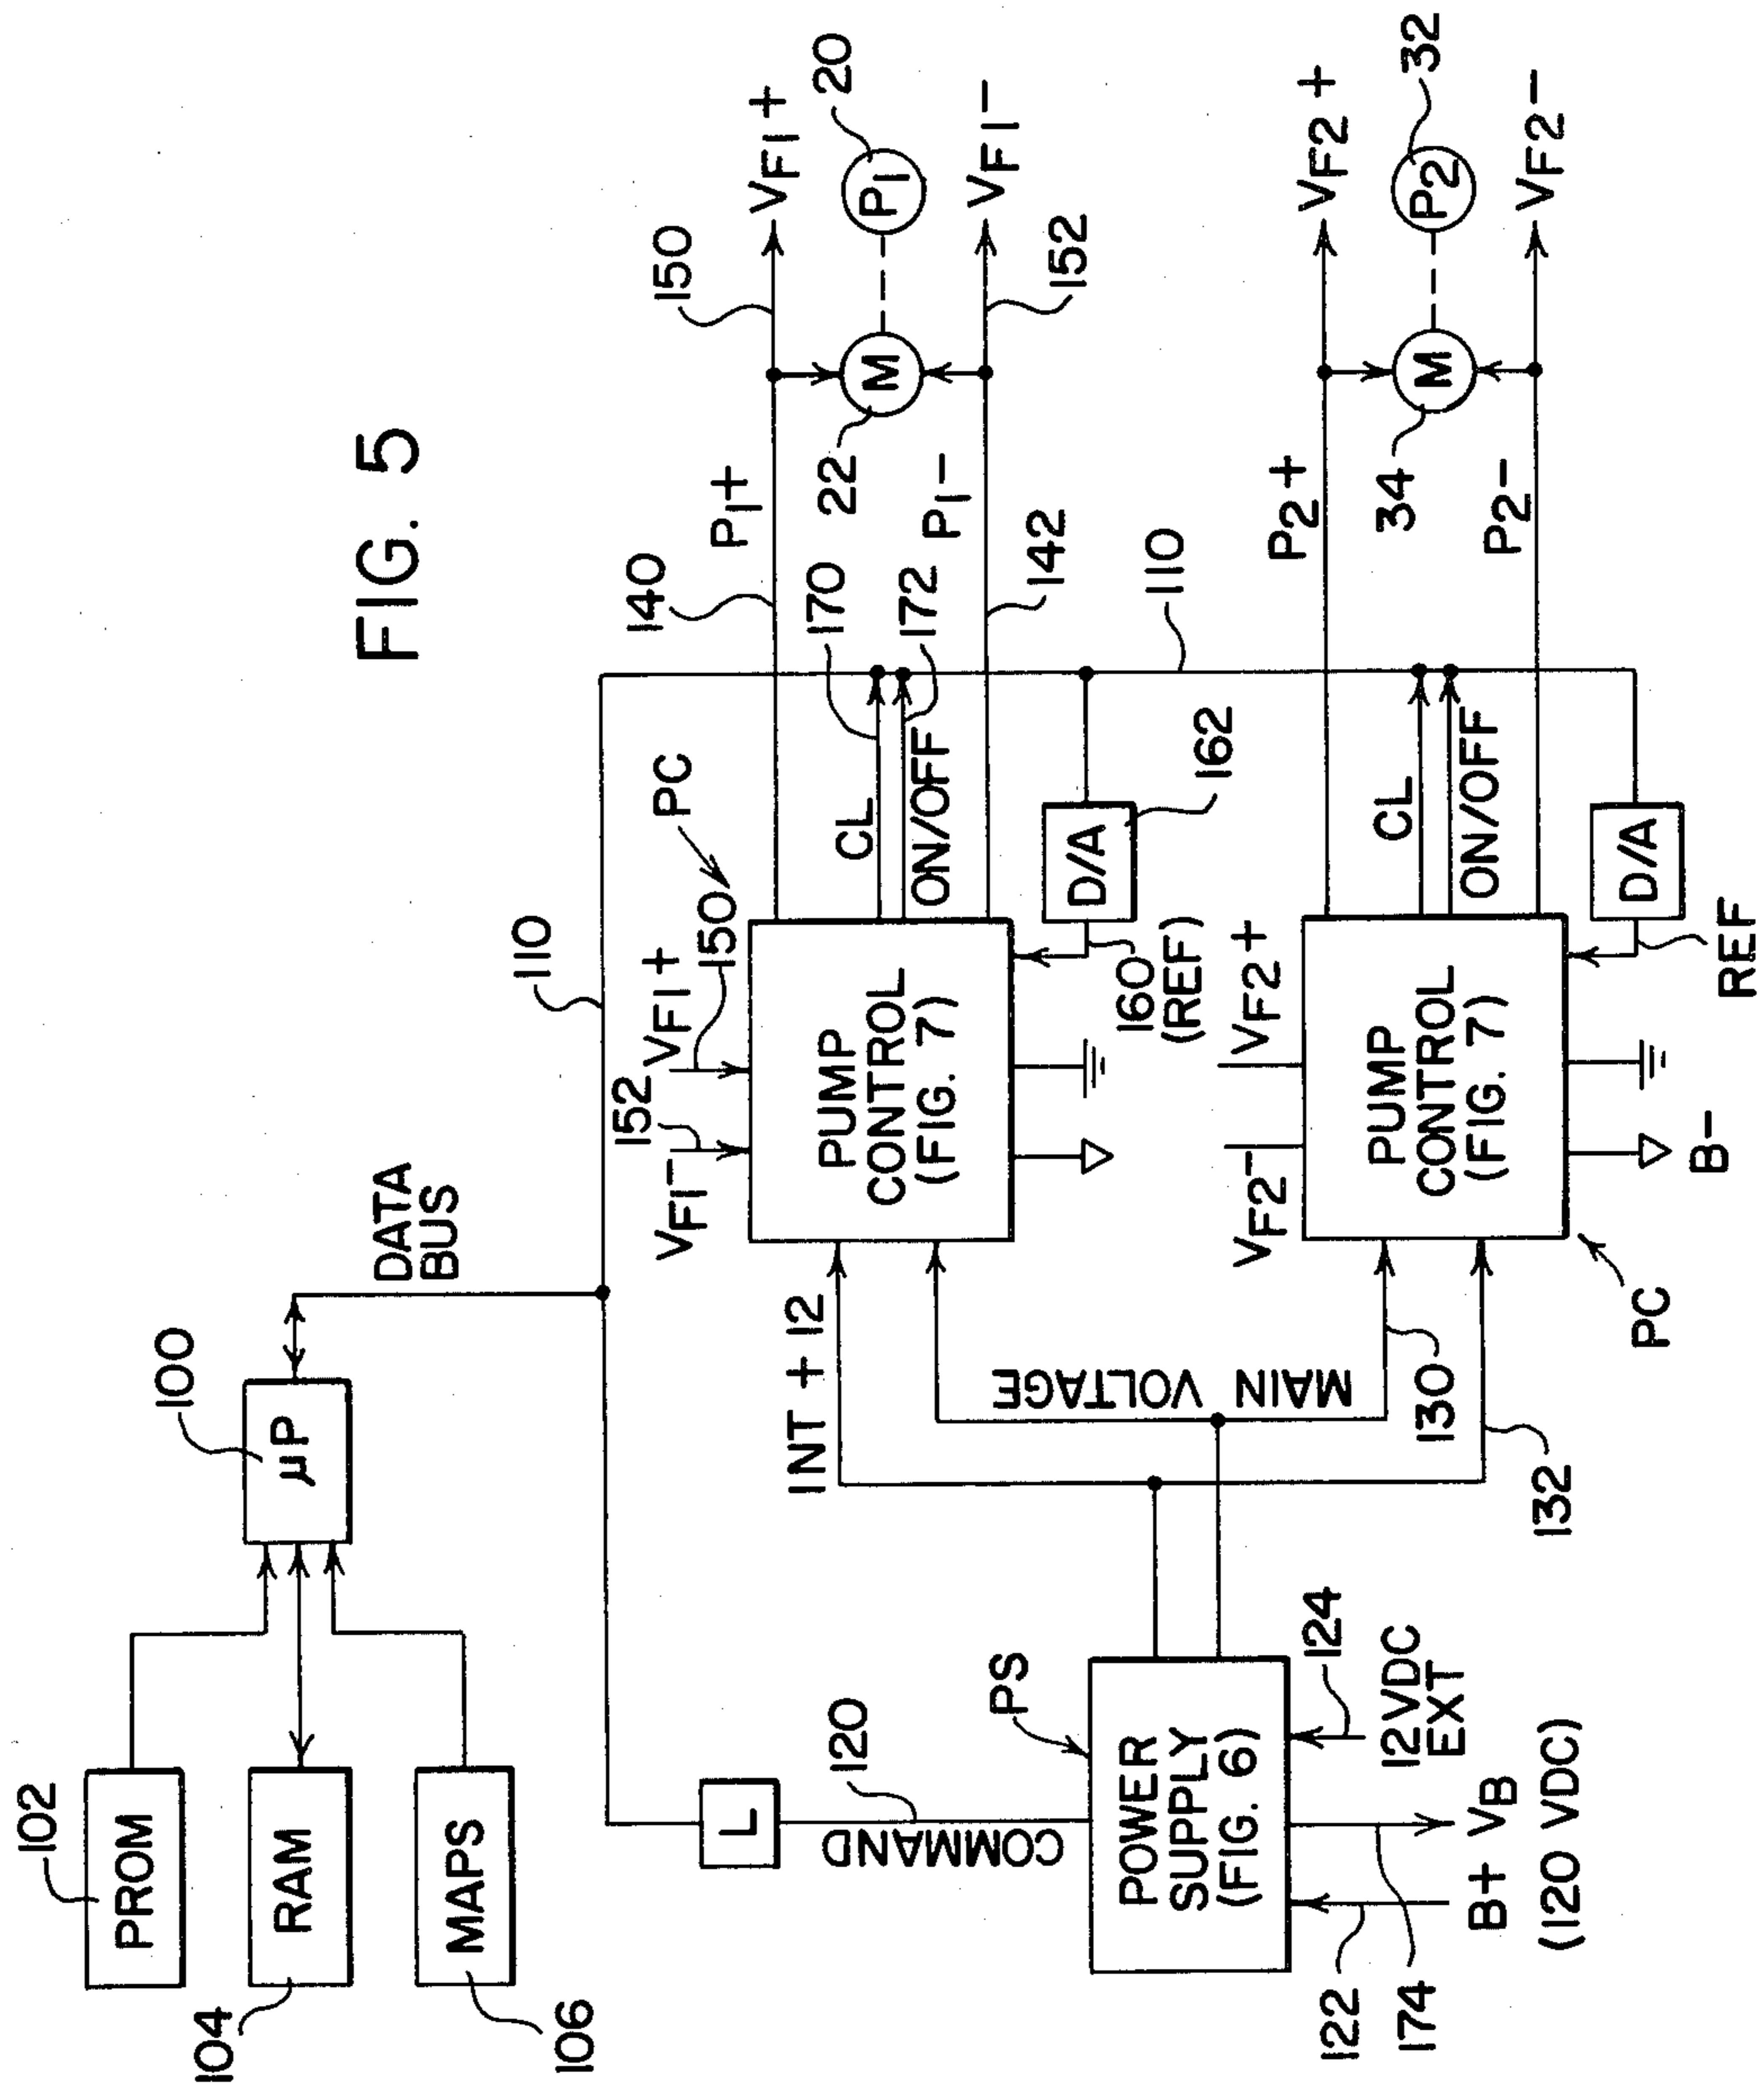 FIG. 5
102
PROM
104
RAM
106
MAPS
100
µP
DATA
BUS
110
L
COMMAND
120
PS
POWER
SUPPLY
(FIG. 6)
122
174
B+ VB
(120 VDC)
12VDC
EXT
124
INT + 12
MAIN VOLTAGE
130
132
VF1-
152
VF1+
150
PC
PUMP
CONTROL
(FIG. 7)
CL
170
ON/OFF
172
160
(REF)
D/A
162
140
P1+
150
VF1+
22
M
P1
20
P1-
142
152
VF1-
110
VF2-
VF2+
PUMP
CONTROL
(FIG. 7)
PC
B-
REF
CL
ON/OFF
D/A
P2+
VF2+
34
M
P2
32
P2-
VF2-